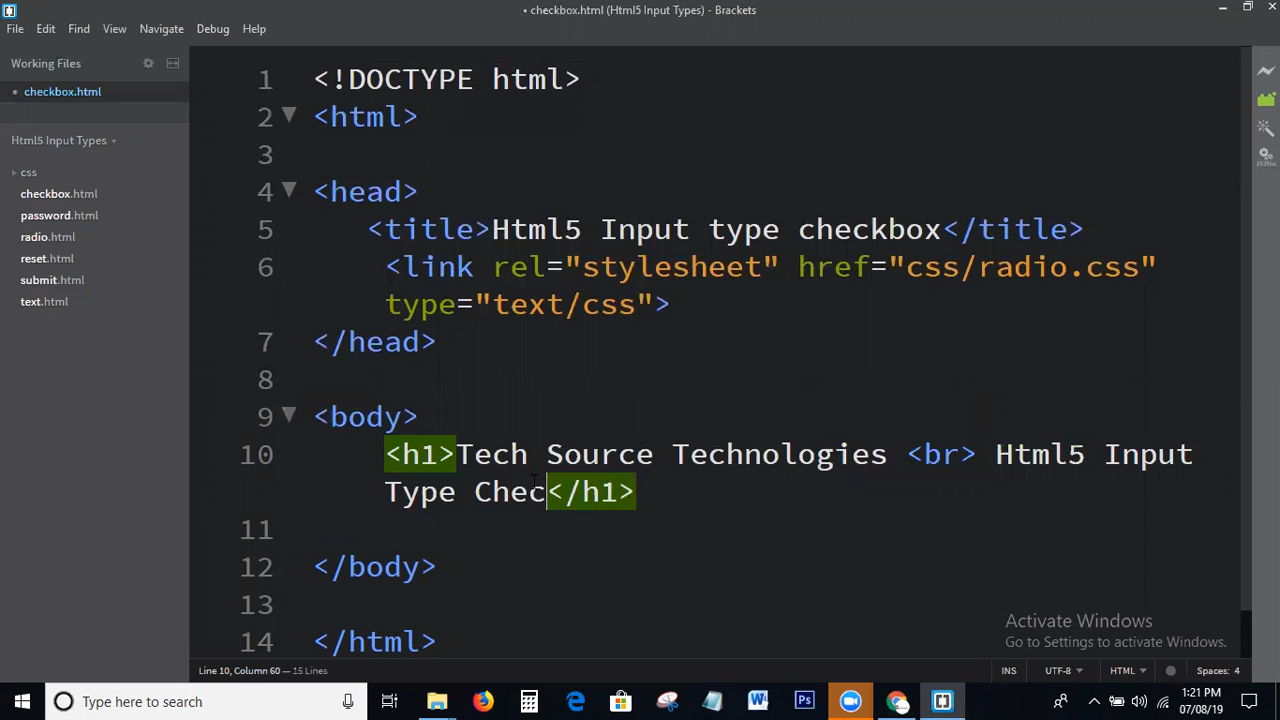 • checkbox.html (Html5 Input Types) - Brackets
File Edit Find View Navigate Debug Help
Working Files
• checkbox.html
Html5 Input Types
css
checkbox.html
password.html
radio.html
reset.html
submit.html
text.html
1 <!DOCTYPE html>
2 <html>
3
4 <head>
5 <title>Html5 Input type checkbox</title>
6 <link rel="stylesheet" href="css/radio.css"
type="text/css">
7 </head>
8
9 <body>
10 <h1>Tech Source Technologies <br> Html5 Input
Type Chec</h1>
11
12 </body>
13
14 </html>
Activate Windows
Go to Settings to activate Windows.
Line 10, Column 60 — 15 Lines
INS UTF-8 HTML Spaces: 4
Type here to search
1:21 PM
07/08/19